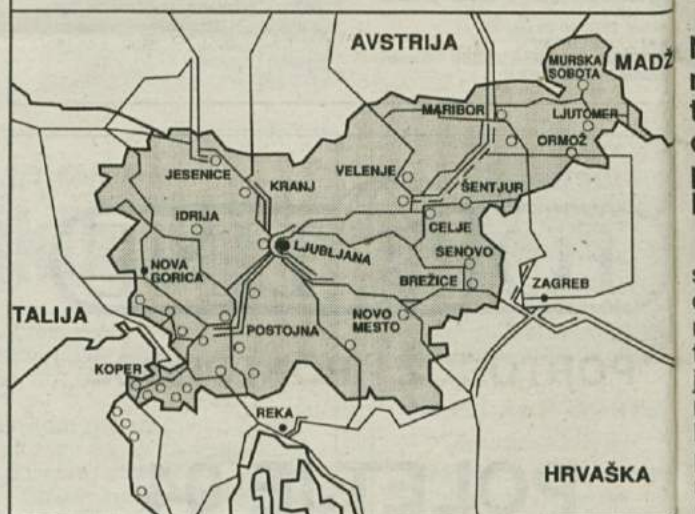 AVSTRIJA
MURSKA
SOBOTA
MADŽ
MARIBOR
LJUTOMER
ORMOŽ
JESENICE
KRANJ
VELENJE
ŠENTJUR
IDRIJA
CELJE
LJUBLJANA
SENOVO
NOVA
GORICA
BREŽICE
ZAGREB
TALIJA
POSTOJNA
NOVO
MESTO
KOPER
REKA
HRVAŠKA